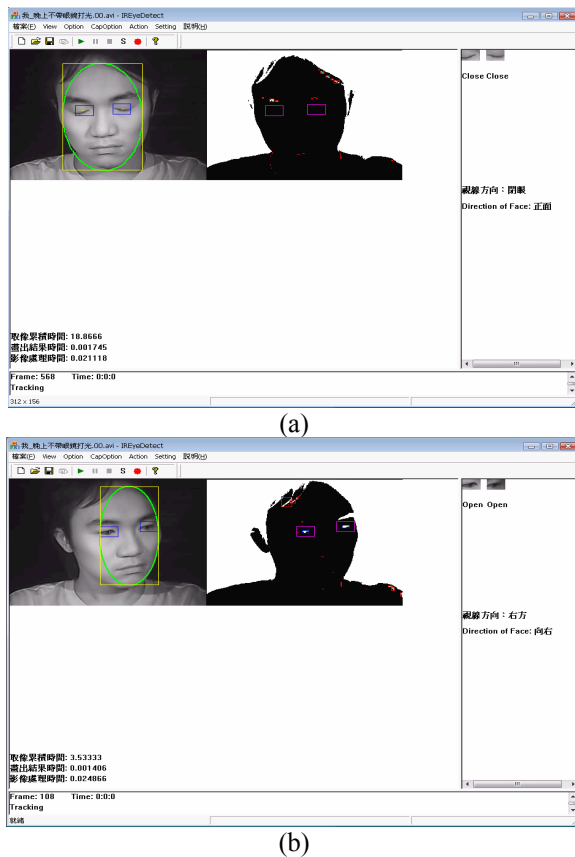 我_晚上不帶眼鏡打光.00.avi - IREyeDetect
檔案(F) View Option CapOption Action Setting 説明(H)
S
Close Close
視線方向：閉眼
Direction of Face: 正面
取像累積時間: 18.8666
畫出結果時間: 0.001745
影像處理時間: 0.021118
Frame: 568 Time: 0:0:0
Tracking
312 x 156
(a)
我_晚上不帶眼鏡打光.00.avi - IREyeDetect
檔案(F) View Option CapOption Action Setting 説明(H)
S
Open Open
視線方向：右方
Direction of Face: 向右
取像累積時間: 3.53333
畫出結果時間: 0.001406
影像處理時間: 0.024866
Frame: 108 Time: 0:0:0
Tracking
就緒
(b)